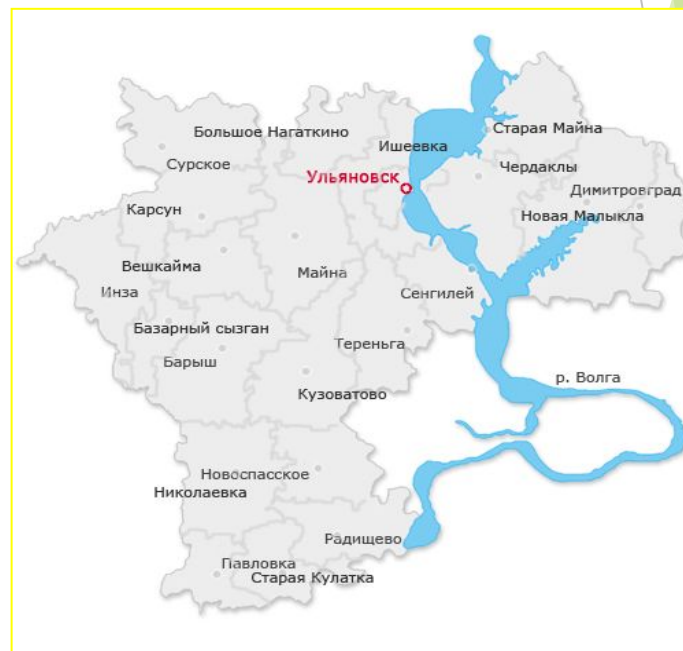 Большое Нагаткино
Ишеевка
Старая Майна
Сурское
Ульяновск
Чердаклы
Димитровград
Карсун
Новая Малыкла
Вешкайма
Майна
Инза
Сенгилей
Базарный сызган
Тереньга
Барыш
р. Волга
Кузоватово
Новоспасское
Николаевка
Радищево
Павловка
Старая Кулатка